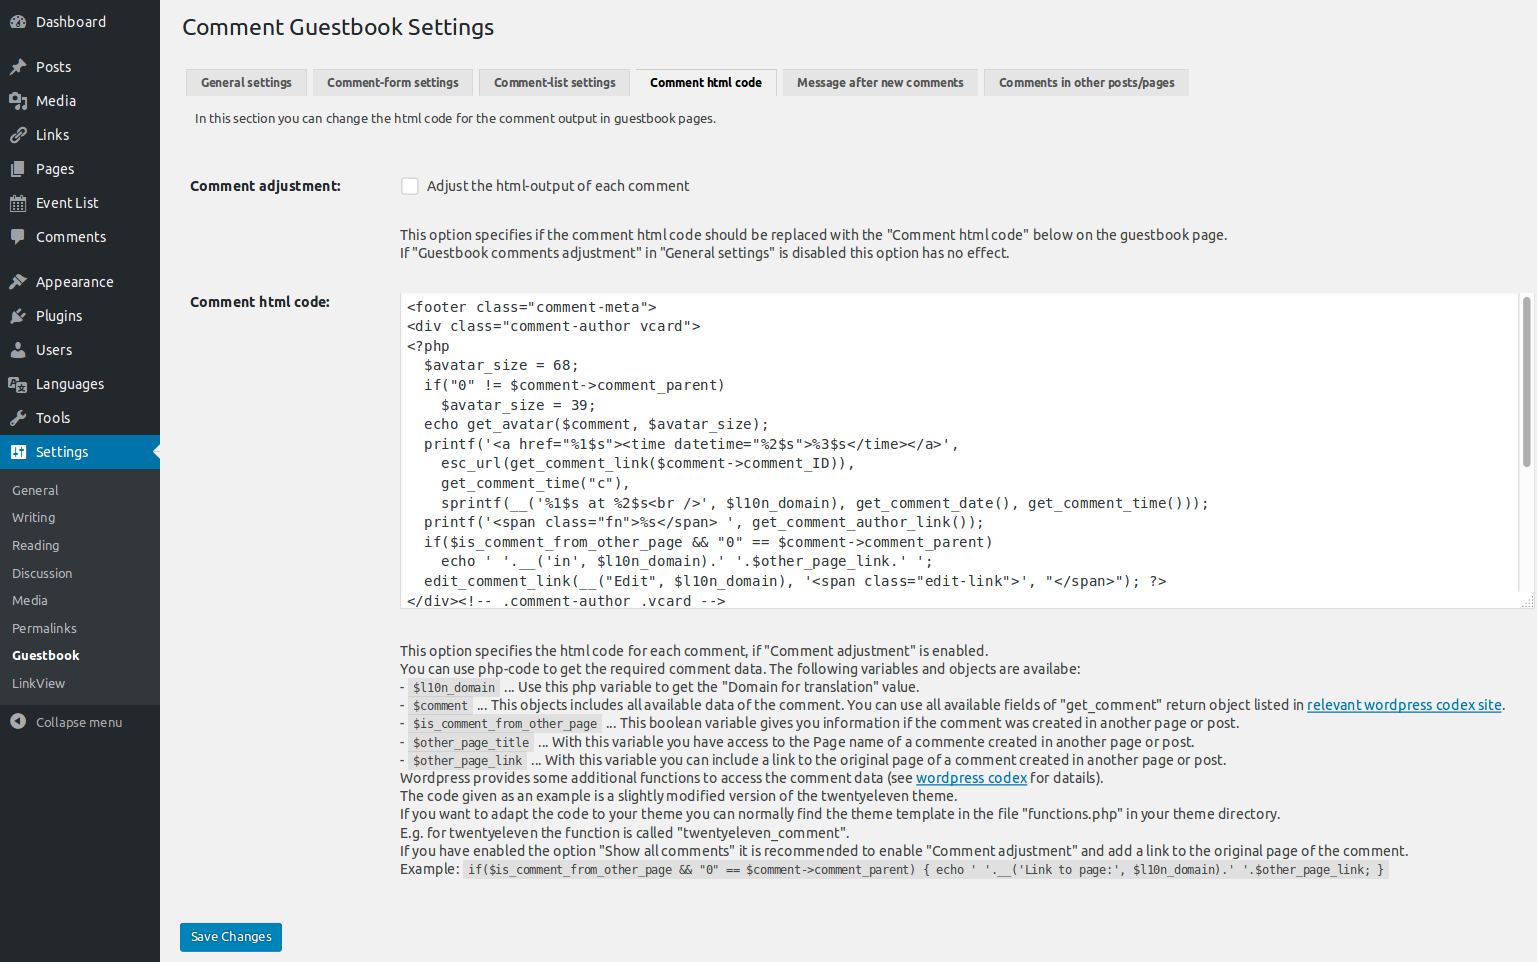 Dashboard
Posts
Media
Links
Pages
Event List
Comments
Appearance
Plugins
Users
Languages
Tools
Settings
General
Writing
Reading
Discussion
Media
Permalinks
Guestbook
LinkView
Collapse menu
Comment Guestbook Settings
General settings
Comment-form settings
Comment-list settings
Comment html code
Message after new comments
Comments in other posts/pages
In this section you can change the html code for the comment output in guestbook pages.
Comment adjustment:
Adjust the html-output of each comment
This option specifies if the comment html code should be replaced with the "Comment html code" below on the guestbook page.
If "Guestbook comments adjustment" in "General settings" is disabled this option has no effect.
Comment html code:
<footer class="comment-meta">
<div class="comment-author vcard">
<?php
  $avatar_size = 68;
  if("0" != $comment->comment_parent)
    $avatar_size = 39;
  echo get_avatar($comment, $avatar_size);
  printf('<a href="%1$s"><time datetime="%2$s">%3$s</time></a>',
    esc_url(get_comment_link($comment->comment_ID)),
    get_comment_time("c"),
    sprintf(__('%1$s at %2$s<br />', $l10n_domain), get_comment_date(), get_comment_time()));
  printf('<span class="fn">%s</span> ', get_comment_author_link());
  if($is_comment_from_other_page && "0" == $comment->comment_parent)
    echo ' '.__('in', $l10n_domain).' '.$other_page_link.' ';
  edit_comment_link(__("Edit", $l10n_domain), '<span class="edit-link">', "</span>"); ?>
</div><!-- .comment-author .vcard -->
This option specifies the html code for each comment, if "Comment adjustment" is enabled.
You can use php-code to get the required comment data. The following variables and objects are availabe:
- $l10n_domain ... Use this php variable to get the "Domain for translation" value.
- $comment ... This objects includes all available data of the comment. You can use all available fields of "get_comment" return object listed in relevant wordpress codex site.
- $is_comment_from_other_page ... This boolean variable gives you information if the comment was created in another page or post.
- $other_page_title ... With this variable you have access to the Page name of a commente created in another page or post.
- $other_page_link ... With this variable you can include a link to the original page of a comment created in another page or post.
Wordpress provides some additional functions to access the comment data (see wordpress codex for datails).
The code given as an example is a slightly modified version of the twentyeleven theme.
If you want to adapt the code to your theme you can normally find the theme template in the file "functions.php" in your theme directory.
E.g. for twentyeleven the function is called "twentyeleven_comment".
If you have enabled the option "Show all comments" it is recommended to enable "Comment adjustment" and add a link to the original page of the comment.
Example: if($is_comment_from_other_page && "0" == $comment->comment_parent) { echo ' '.__('Link to page:', $l10n_domain).' '.$other_page_link; }
Save Changes